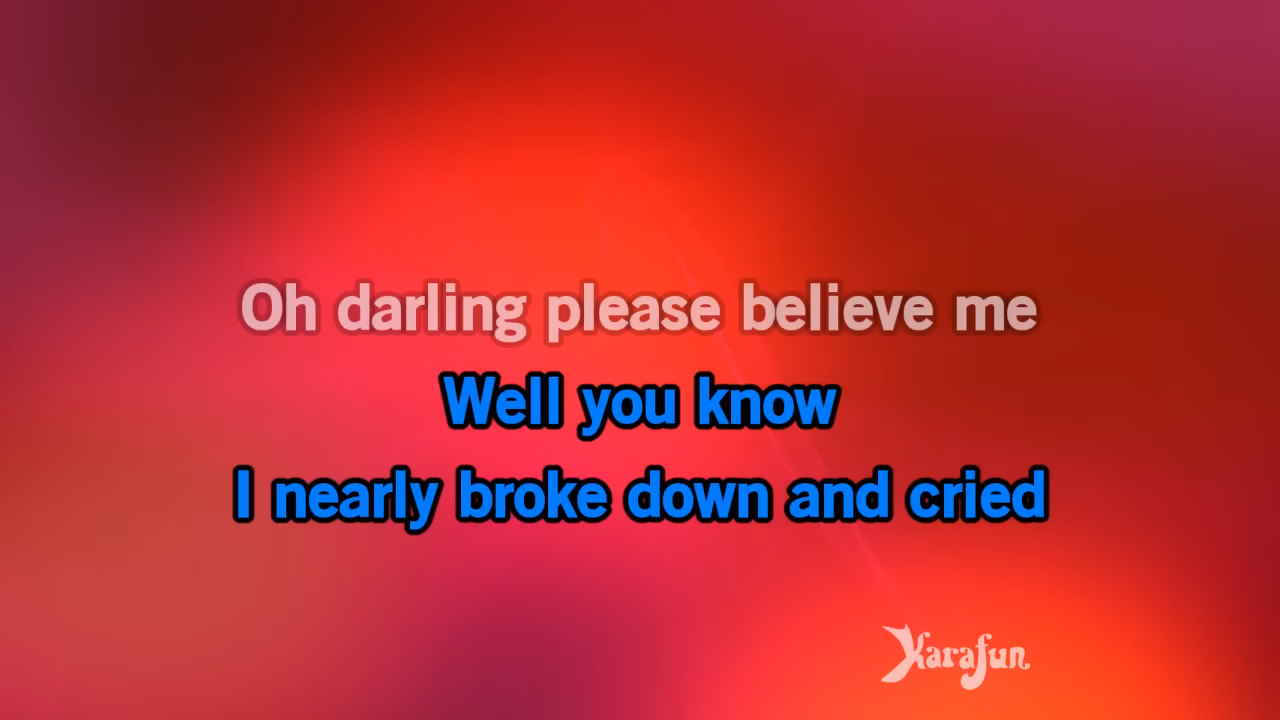 Oh darling please believe me
Well you know
I nearly broke down and cried
Karafun